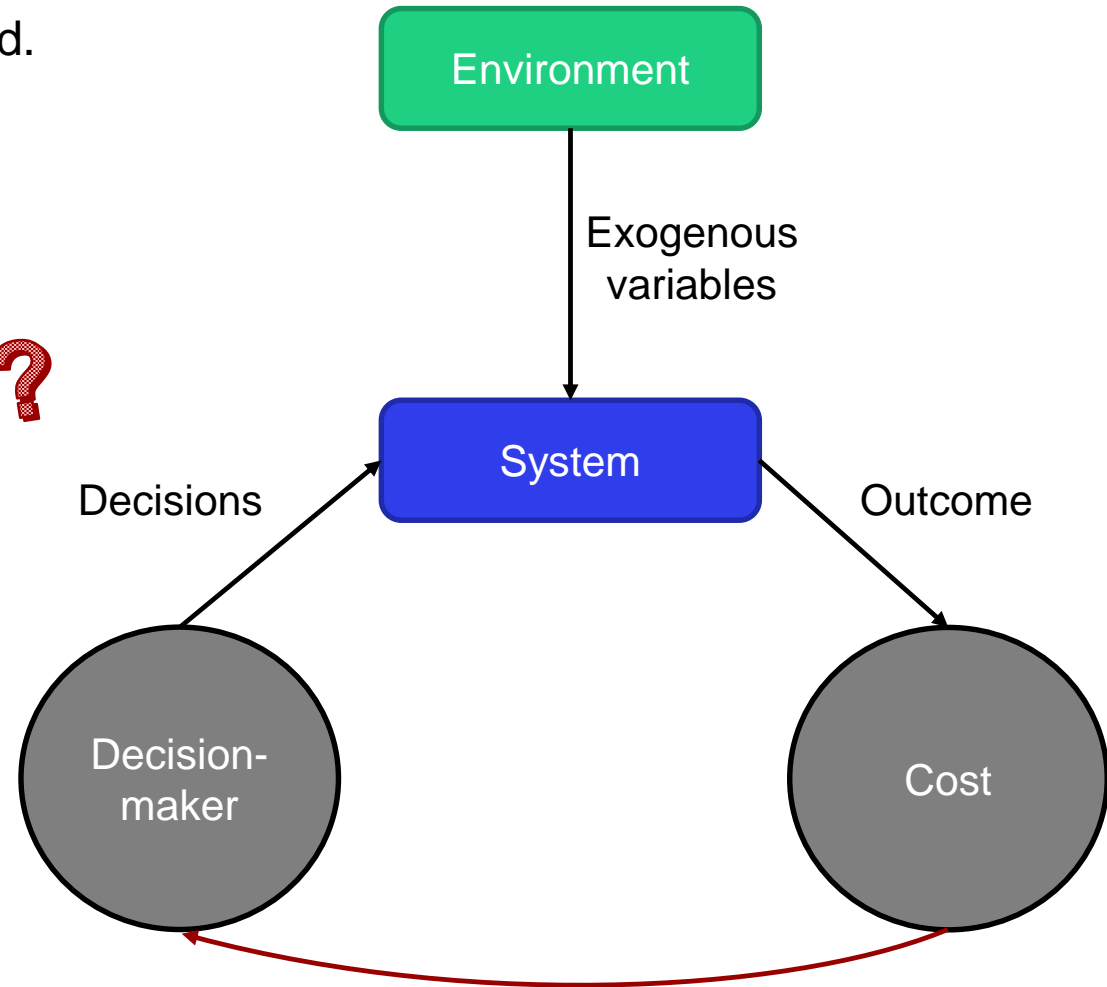 d.
Environment
Exogenous
variables
?
System
Decisions
Outcome
Decision-
maker
Cost